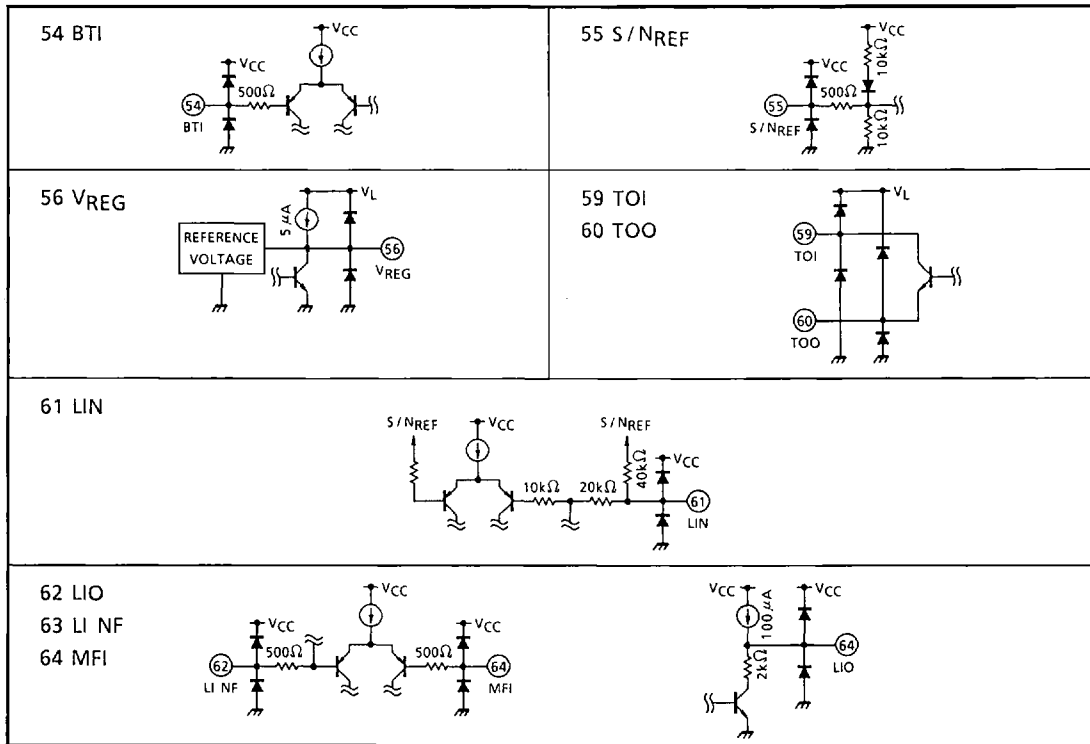 54 BTI
VCC
VCC
500Ω
54
BTI
55 S/NREF
VCC
10kΩ
VCC
500Ω
55
S/NREF
10kΩ
56 VREG
VL
5µA
REFERENCE
VOLTAGE
56
VREG
59 TOI
60 TOO
VL
59
TOI
60
TOO
61 LIN
S/NREF
VCC
S/NREF
40kΩ
VCC
10kΩ
20kΩ
61
LIN
62 LIO
63 LI NF
64 MFI
VCC
VCC
500Ω
62
LI NF
500Ω
VCC
64
MFI
VCC
100µA
VCC
64
LIO
2kΩ